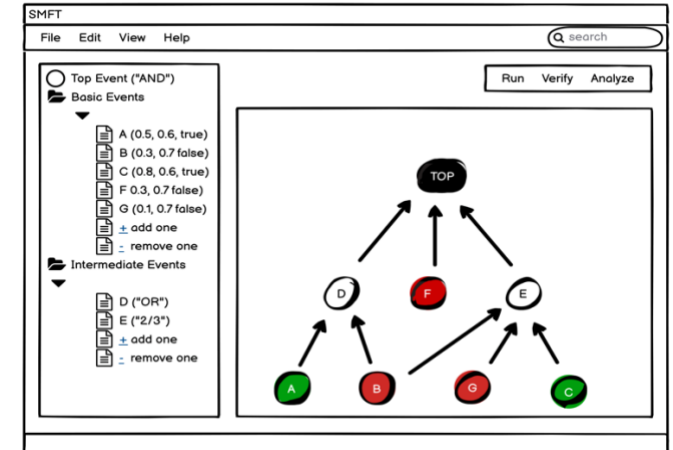 SMFT
File Edit View Help
search
Top Event ("AND")
Basic Events
A (0.5, 0.6, true)
B (0.3, 0.7 false)
C (0.8, 0.6, true)
F 0.3, 0.7 false)
G (0.1, 0.7 false)
+ add one
- remove one
Intermediate Events
D ("OR")
E ("2/3")
+ add one
- remove one
Run Verify Analyze
TOP
D F E
A B G C